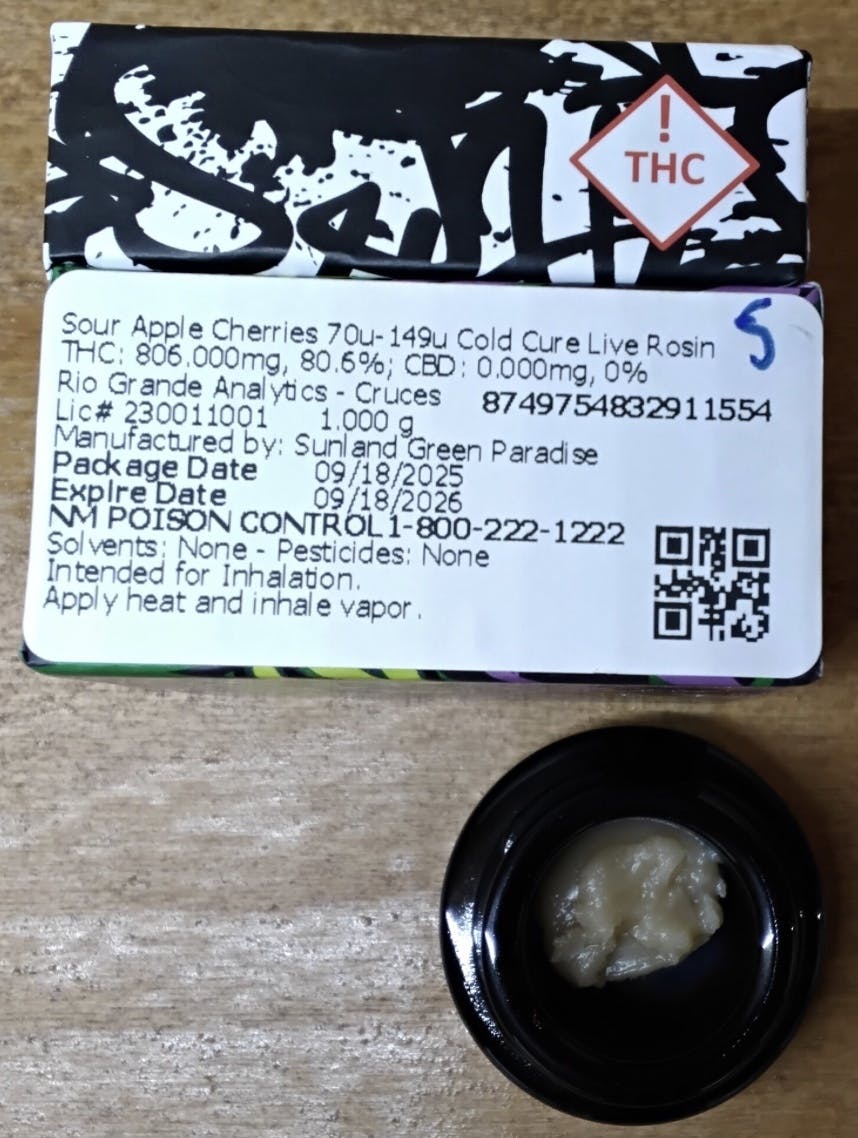 !
THC
5
Sour Apple Cherries 70u-149u Cold Cure Live Rosin
THC: 806.000mg, 80.6%; CBD: 0.000mg, 0%
Rio Grande Analytics - Cruces 8749754832911554
Lic# 230011001 1.000 g
Manufactured by: Sunland Green Paradise
Package Date 09/18/2025
Expire Date 09/18/2026
NM POISON CONTROL 1-800-222-1222
Solvents: None - Pesticides: None
Intended for Inhalation.
Apply heat and inhale vapor.